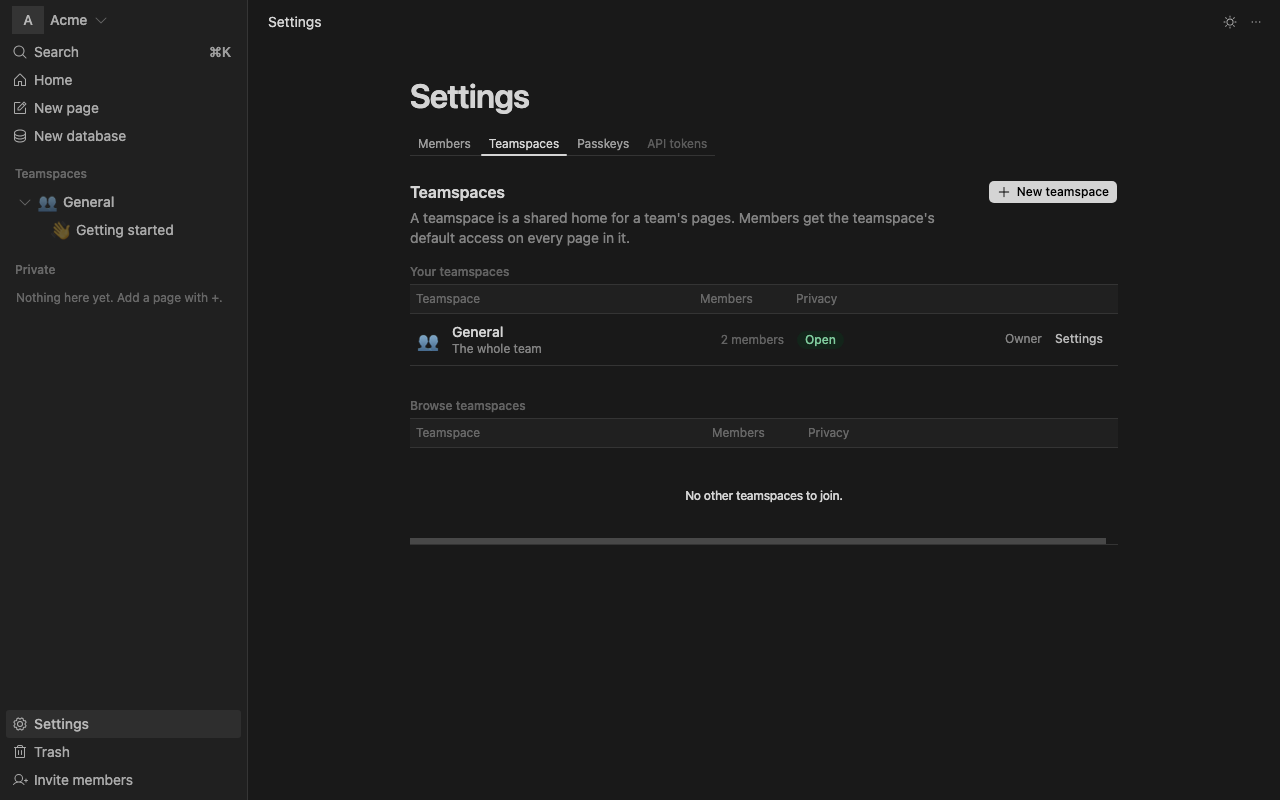 A Acme
Settings
Search ⌘K
Home
New page
New database
Teamspaces
General
Getting started
Private
Nothing here yet. Add a page with +.
Settings
Trash
Invite members
Settings
Members Teamspaces Passkeys API tokens
Teamspaces
New teamspace
A teamspace is a shared home for a team's pages. Members get the teamspace's
default access on every page in it.
Your teamspaces
Teamspace Members Privacy
General
The whole team
2 members Open Owner Settings
Browse teamspaces
Teamspace Members Privacy
No other teamspaces to join.